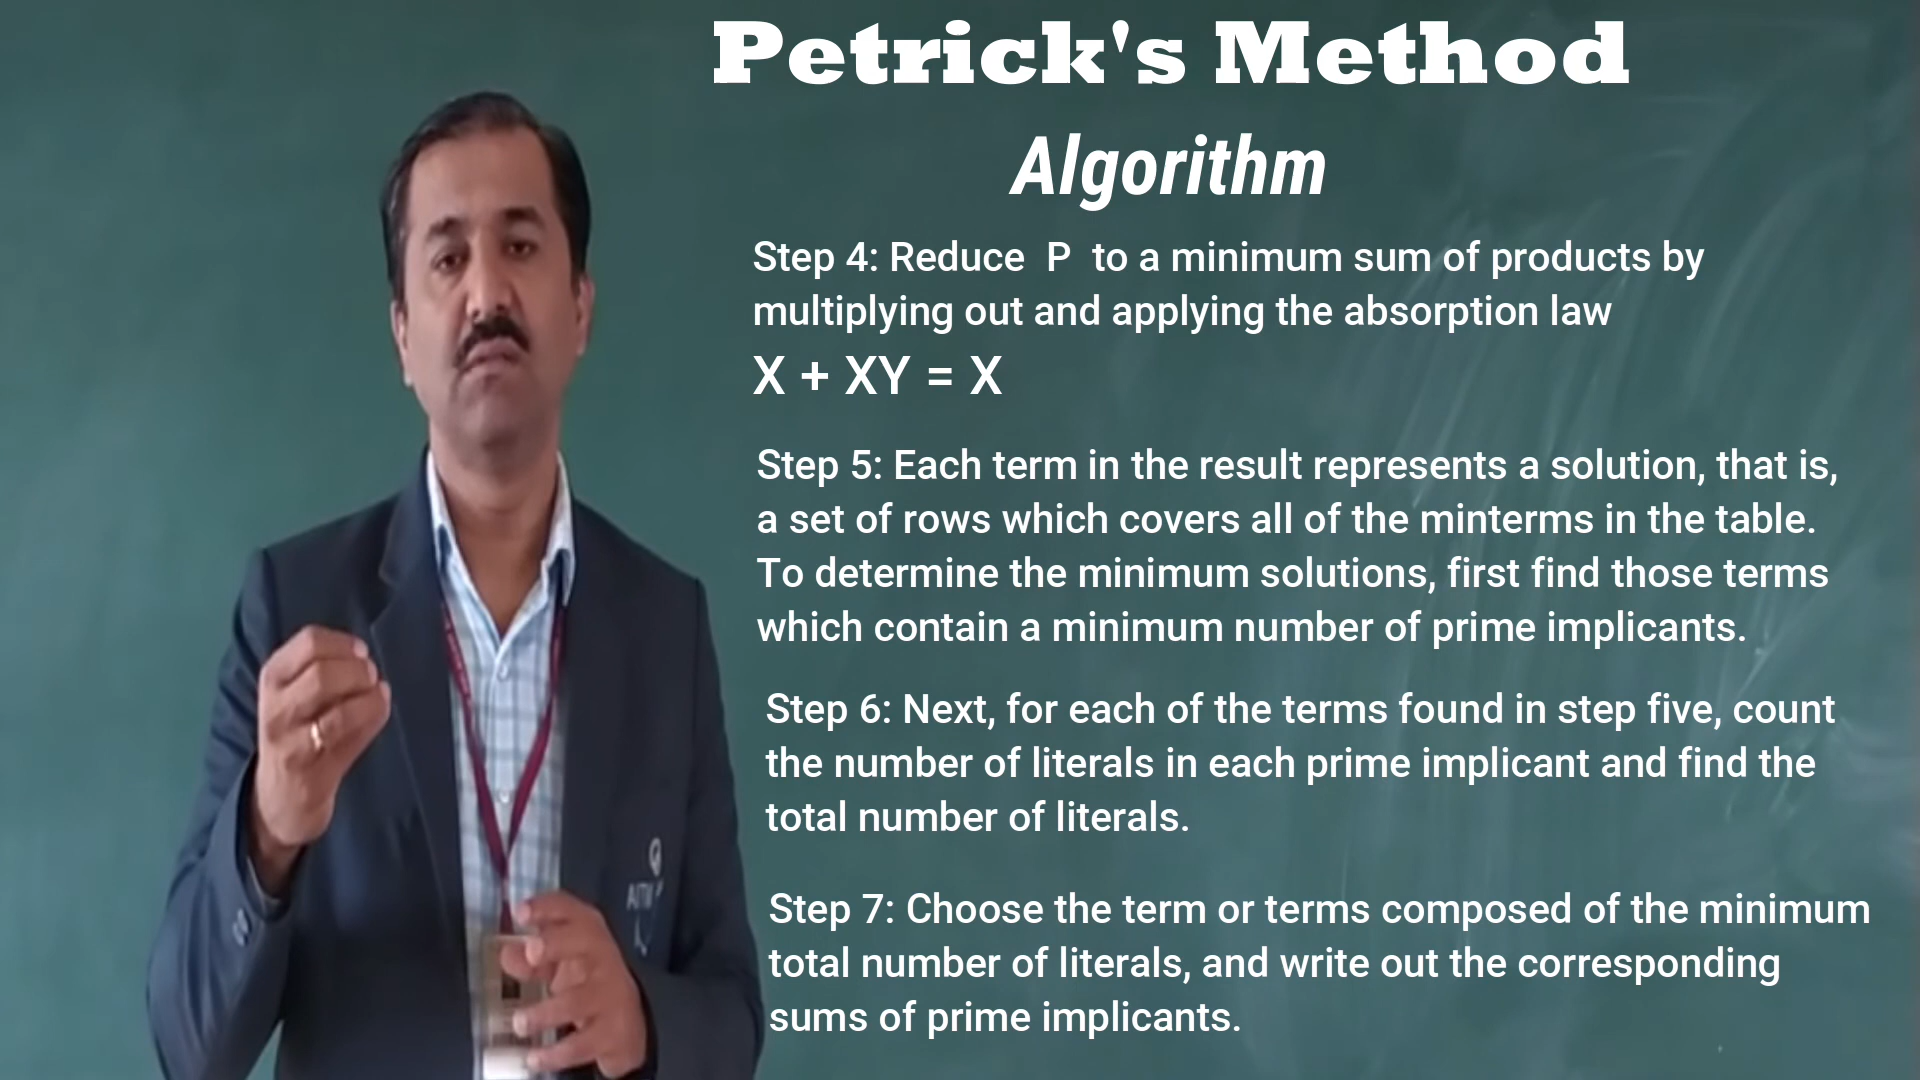 Petrick's Method
Algorithm
Step 4: Reduce P to a minimum sum of products by
multiplying out and applying the absorption law
X + XY = X
Step 5: Each term in the result represents a solution, that is,
a set of rows which covers all of the minterms in the table.
To determine the minimum solutions, first find those terms
which contain a minimum number of prime implicants.
Step 6: Next, for each of the terms found in step five, count
the number of literals in each prime implicant and find the
total number of literals.
Step 7: Choose the term or terms composed of the minimum
total number of literals, and write out the corresponding
sums of prime implicants.